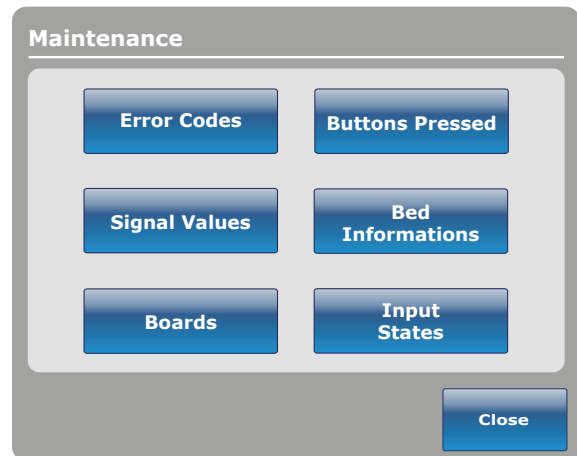 Maintenance
Error Codes
Buttons Pressed
Signal Values
Bed
Informations
Boards
Input
States
Close